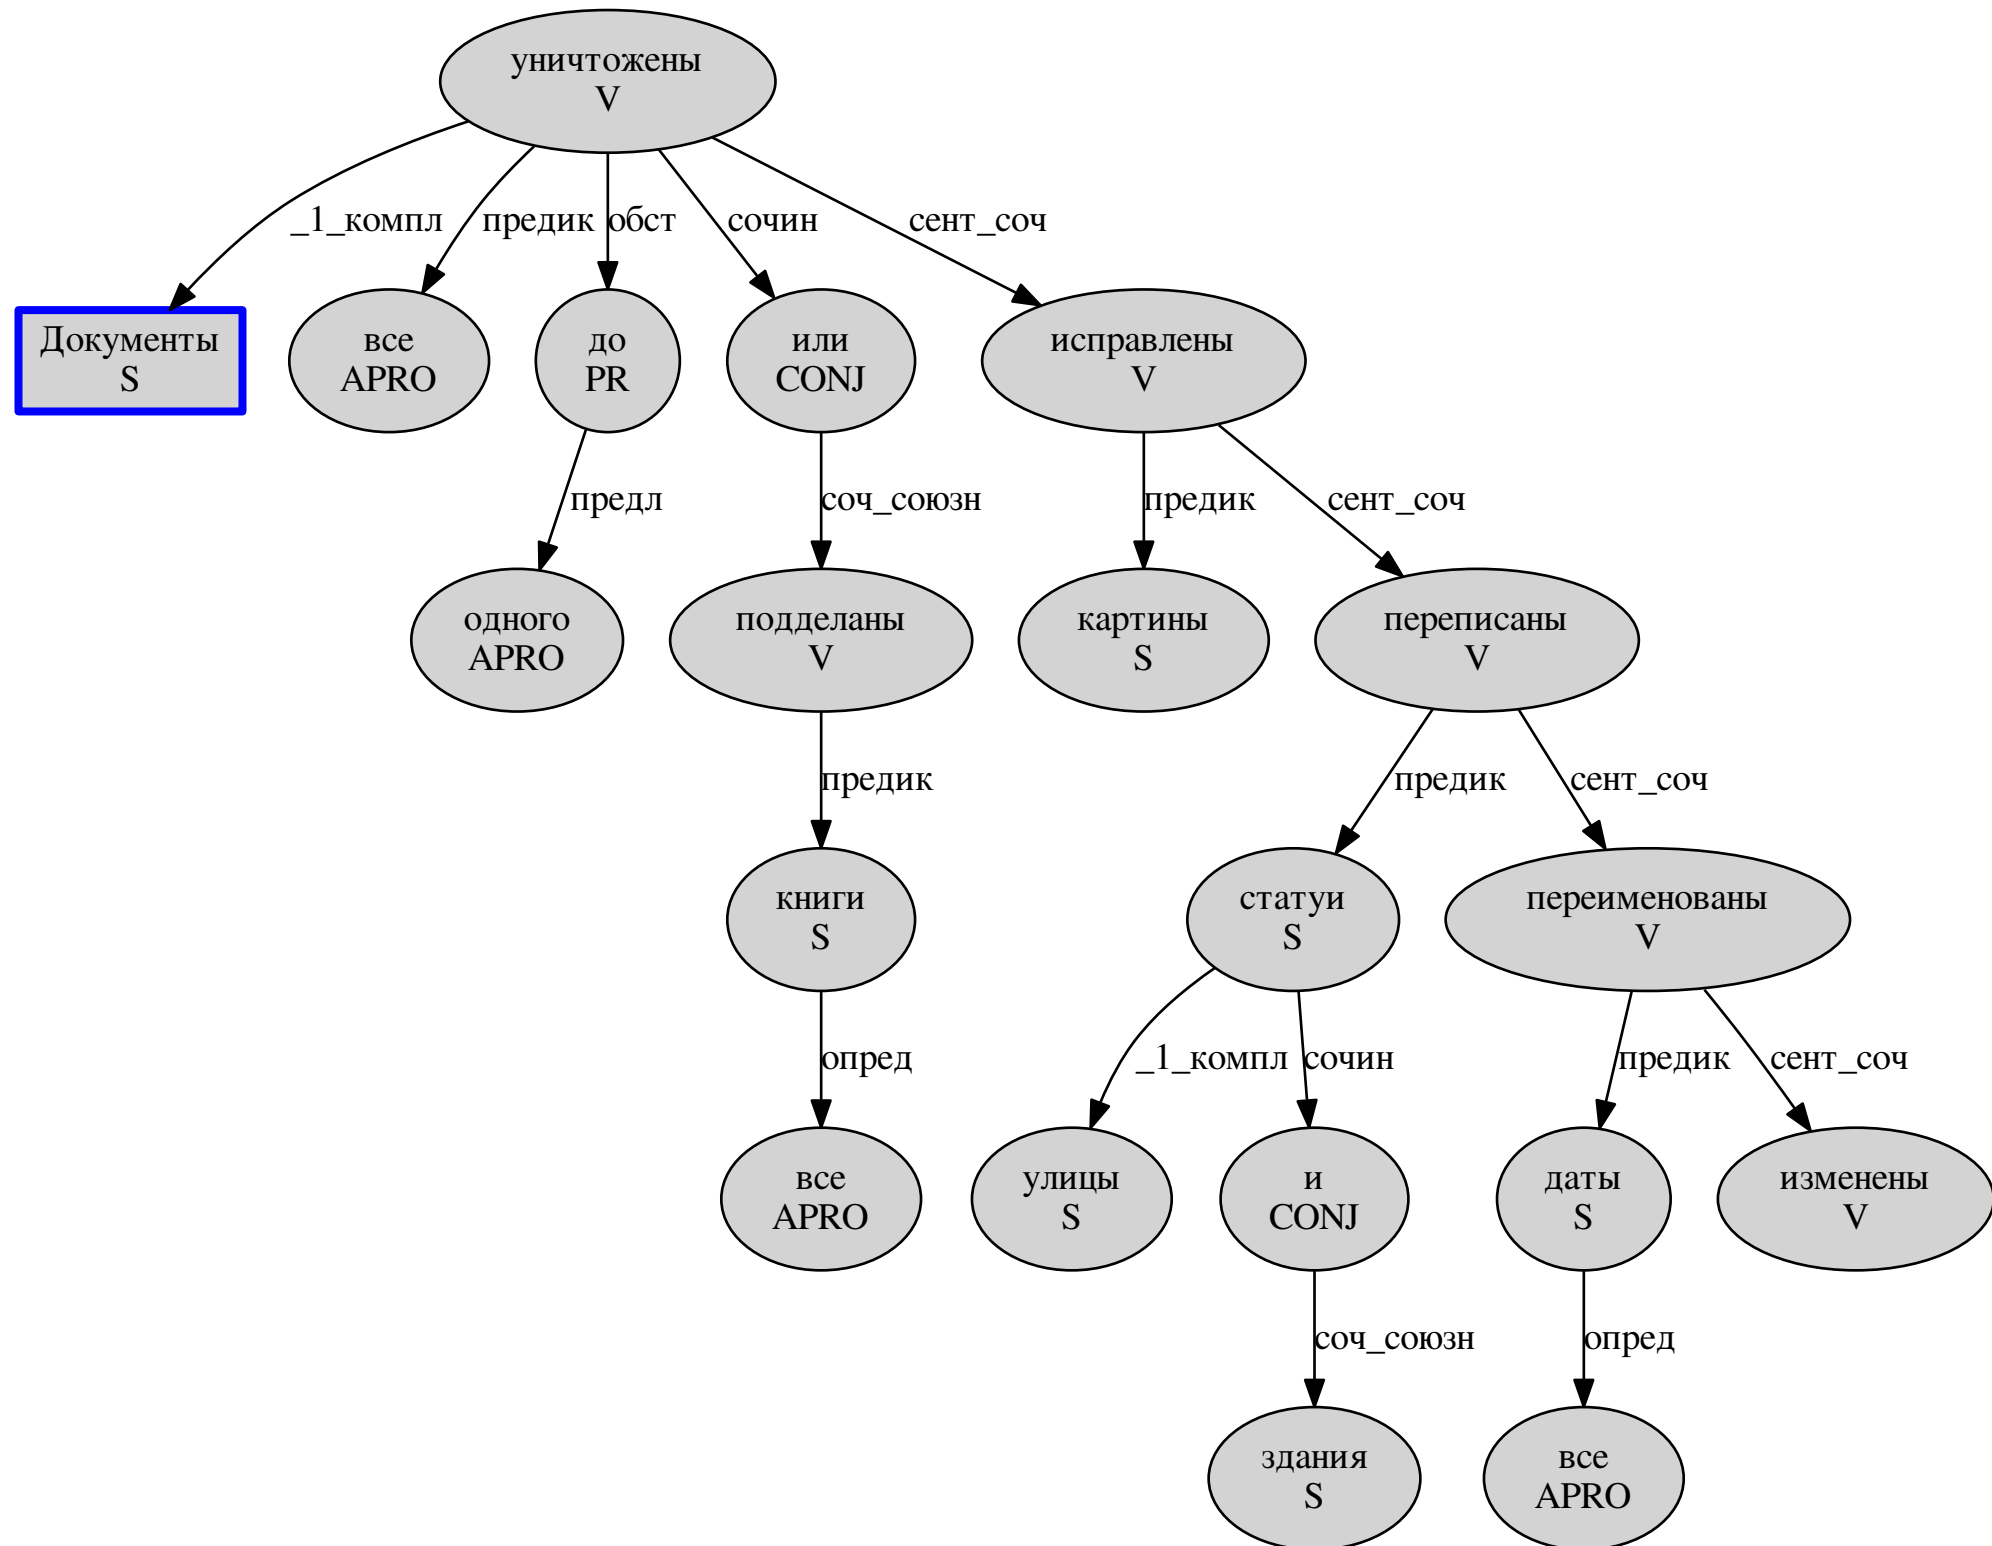 уничтожены
V
_1_компл
предик
обст
сочин
сент_соч
Документы
S
все
APRO
до
PR
или
CONJ
исправлены
V
предл
соч_союзн
предик
сент_соч
одного
APRO
подделаны
V
картины
S
переписаны
V
предик
предик
сент_соч
книги
S
статуи
S
переименованы
V
опред
_1_компл
сочин
предик
сент_соч
все
APRO
улицы
S
и
CONJ
даты
S
изменены
V
соч_союзн
опред
здания
S
все
APRO